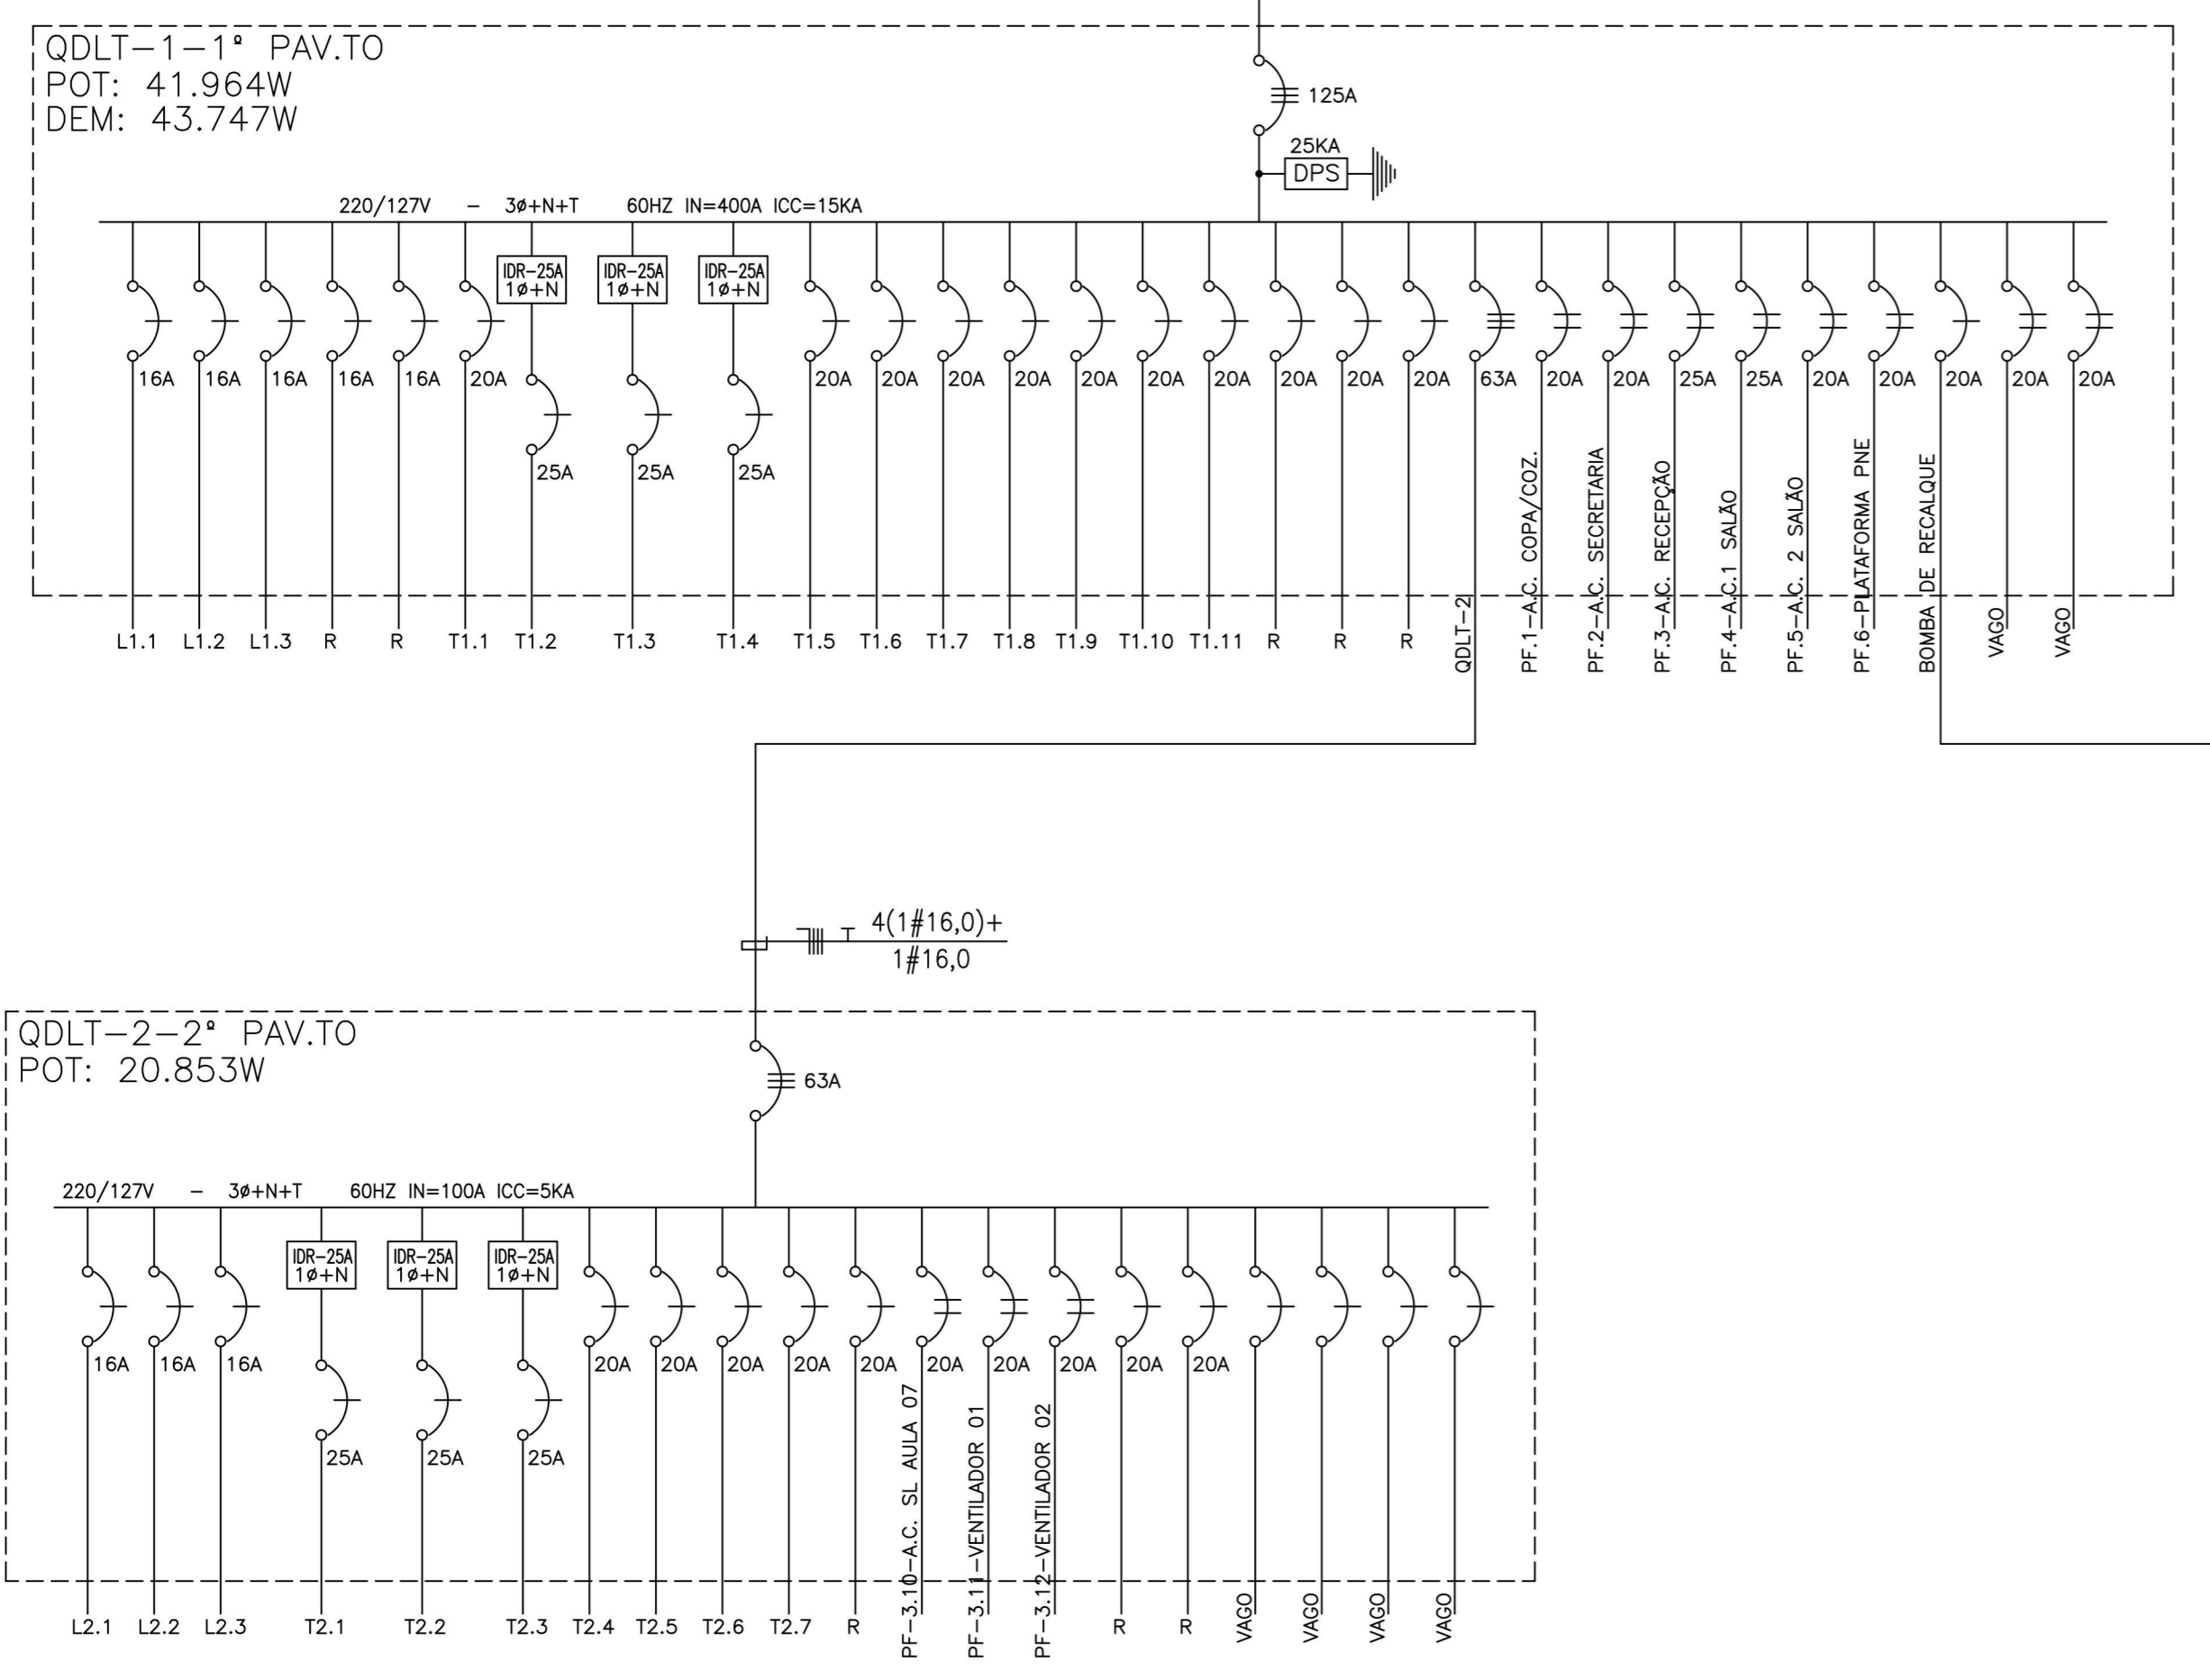 QDLT-1-1º PAV.TO
POT: 41.964W
DEM: 43.747W
125A
25KA
DPS
220/127V - 3ø+N+T 60HZ IN=400A ICC=15KA
IDR-25A
1ø+N
IDR-25A
1ø+N
IDR-25A
1ø+N
16A 16A 16A 16A 16A 20A 20A 20A 20A 20A 20A 20A 20A 20A 20A 20A 63A 20A 20A 25A 25A 20A 20A 20A 20A 20A
25A 25A 25A
L1.1 L1.2 L1.3 R R T1.1 T1.2 T1.3 T1.4 T1.5 T1.6 T1.7 T1.8 T1.9 T1.10 T1.11 R R R
QDLT-2
PF.1-A.C. COPA/COZ.
PF.2-A.C. SECRETARIA
PF.3-A.C. RECEPÇÃO
PF.4-A.C.1 SALÃO
PF.5-A.C. 2 SALÃO
PF.6-PLATAFORMA PNE
BOMBA DE RECALQUE
VAGO
VAGO
4(1#16,0)+
1#16,0
QDLT-2-2º PAV.TO
POT: 20.853W
63A
220/127V - 3ø+N+T 60HZ IN=100A ICC=5KA
IDR-25A
1ø+N
IDR-25A
1ø+N
IDR-25A
1ø+N
16A 16A 16A 20A 20A 20A 20A 20A 20A 20A 20A 20A 20A
25A 25A 25A
L2.1 L2.2 L2.3 T2.1 T2.2 T2.3 T2.4 T2.5 T2.6 T2.7 R
PF-3.10-A.C. SL AULA 07
PF-3.11-VENTILADOR 01
PF-3.12-VENTILADOR 02
R R
VAGO
VAGO
VAGO
VAGO